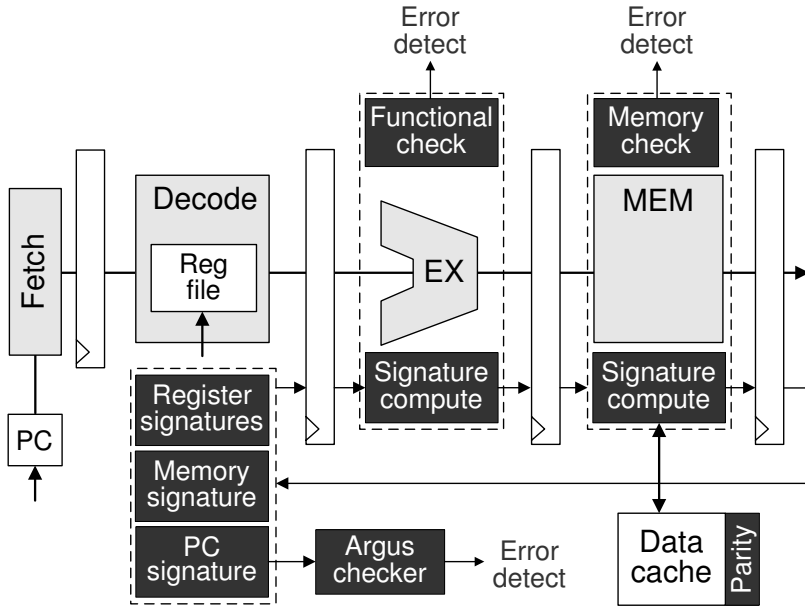 Error
detect
Error
detect
Functional
check
Memory
check
Fetch
Decode
Reg
file
EX
MEM
PC
Register
signatures
Memory
signature
PC
signature
Signature
compute
Signature
compute
Argus
checker
Error
detect
Data
cache
Parity